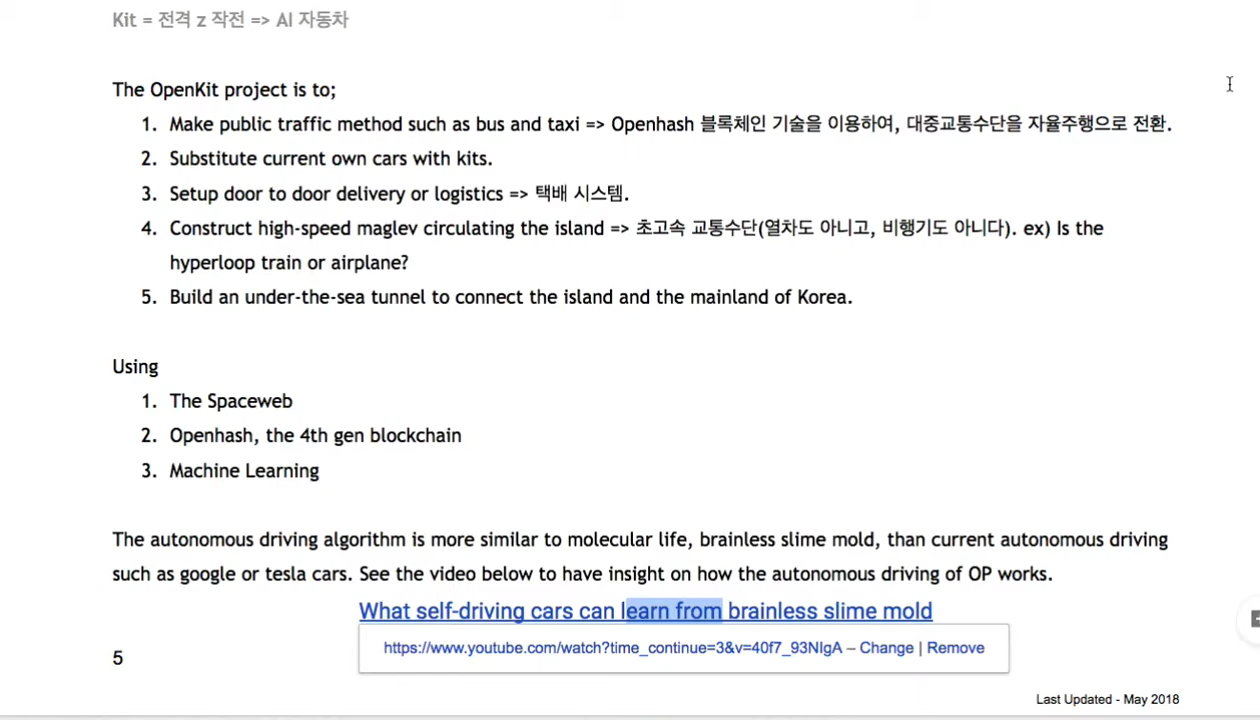 Kit = 전격 z 작전 => AI 자동차
The OpenKit project is to;
1. Make public traffic method such as bus and taxi => Openhash 블록체인 기술을 이용하여, 대중교통수단을 자율주행으로 전환.
2. Substitute current own cars with kits.
3. Setup door to door delivery or logistics => 택배 시스템.
4. Construct high-speed maglev circulating the island => 초고속 교통수단(열차도 아니고, 비행기도 아니다). ex) Is the
hyperloop train or airplane?
5. Build an under-the-sea tunnel to connect the island and the mainland of Korea.
Using
1. The Spaceweb
2. Openhash, the 4th gen blockchain
3. Machine Learning
The autonomous driving algorithm is more similar to molecular life, brainless slime mold, than current autonomous driving
such as google or tesla cars. See the video below to have insight on how the autonomous driving of OP works.
What self-driving cars can learn from brainless slime mold
https://www.youtube.com/watch?time_continue=3&v=40f7_93NIgA – Change | Remove
5
Last Updated - May 2018